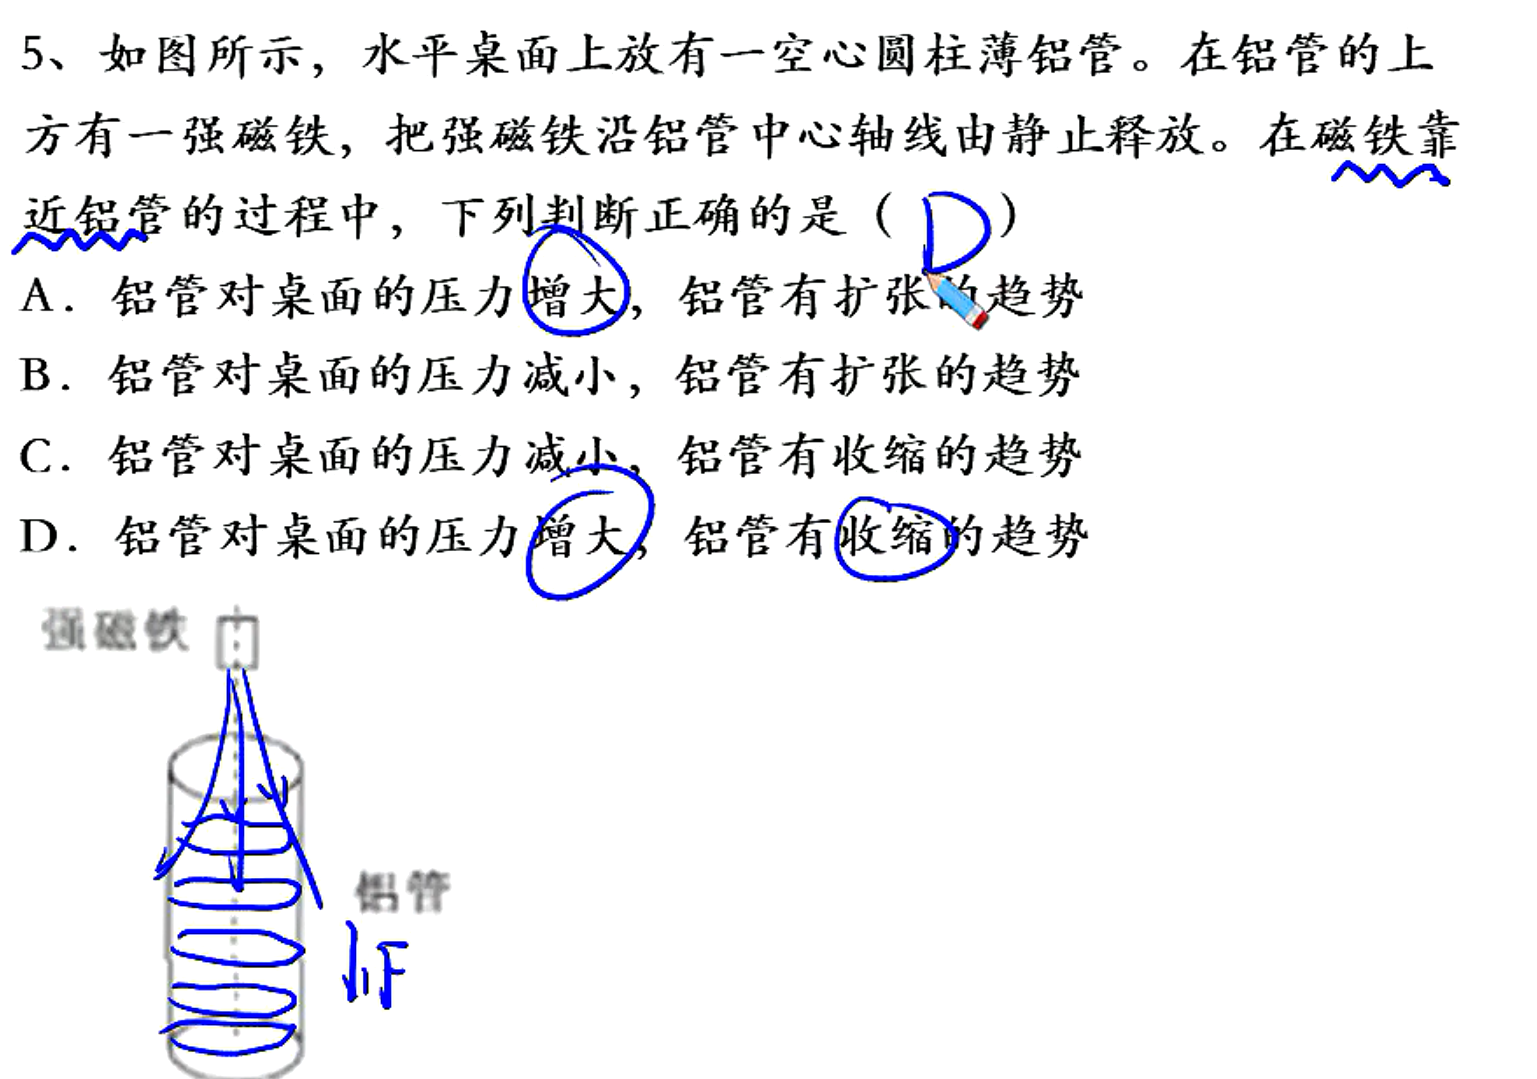 5、如图所示，水平桌面上放有一空心圆柱薄铝管。在铝管的上
方有一强磁铁，把强磁铁沿铝管中心轴线由静止释放。在磁铁靠
近铝管的过程中，下列判断正确的是（ D ）
A．铝管对桌面的压力增大，铝管有扩张的趋势
B．铝管对桌面的压力减小，铝管有扩张的趋势
C．铝管对桌面的压力减小，铝管有收缩的趋势
D．铝管对桌面的压力增大，铝管有收缩的趋势
强磁铁
铝管
F